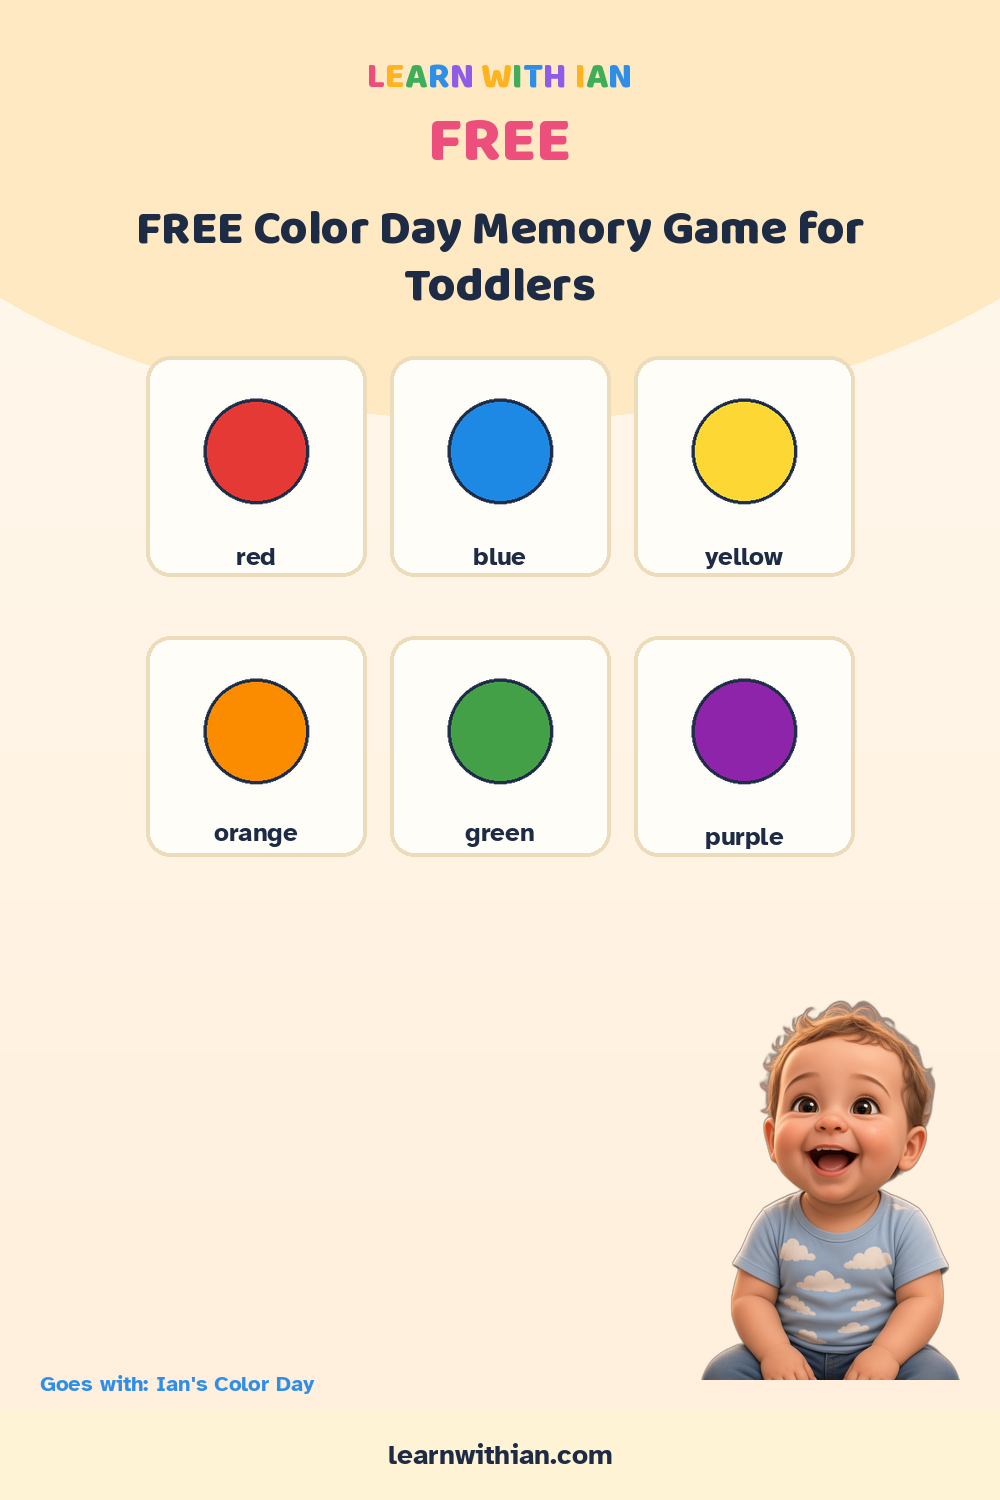 LEARN WITH IAN
FREE
FREE Color Day Memory Game for
Toddlers
red
blue
yellow
orange
green
purple
Goes with: Ian's Color Day
learnwithian.com